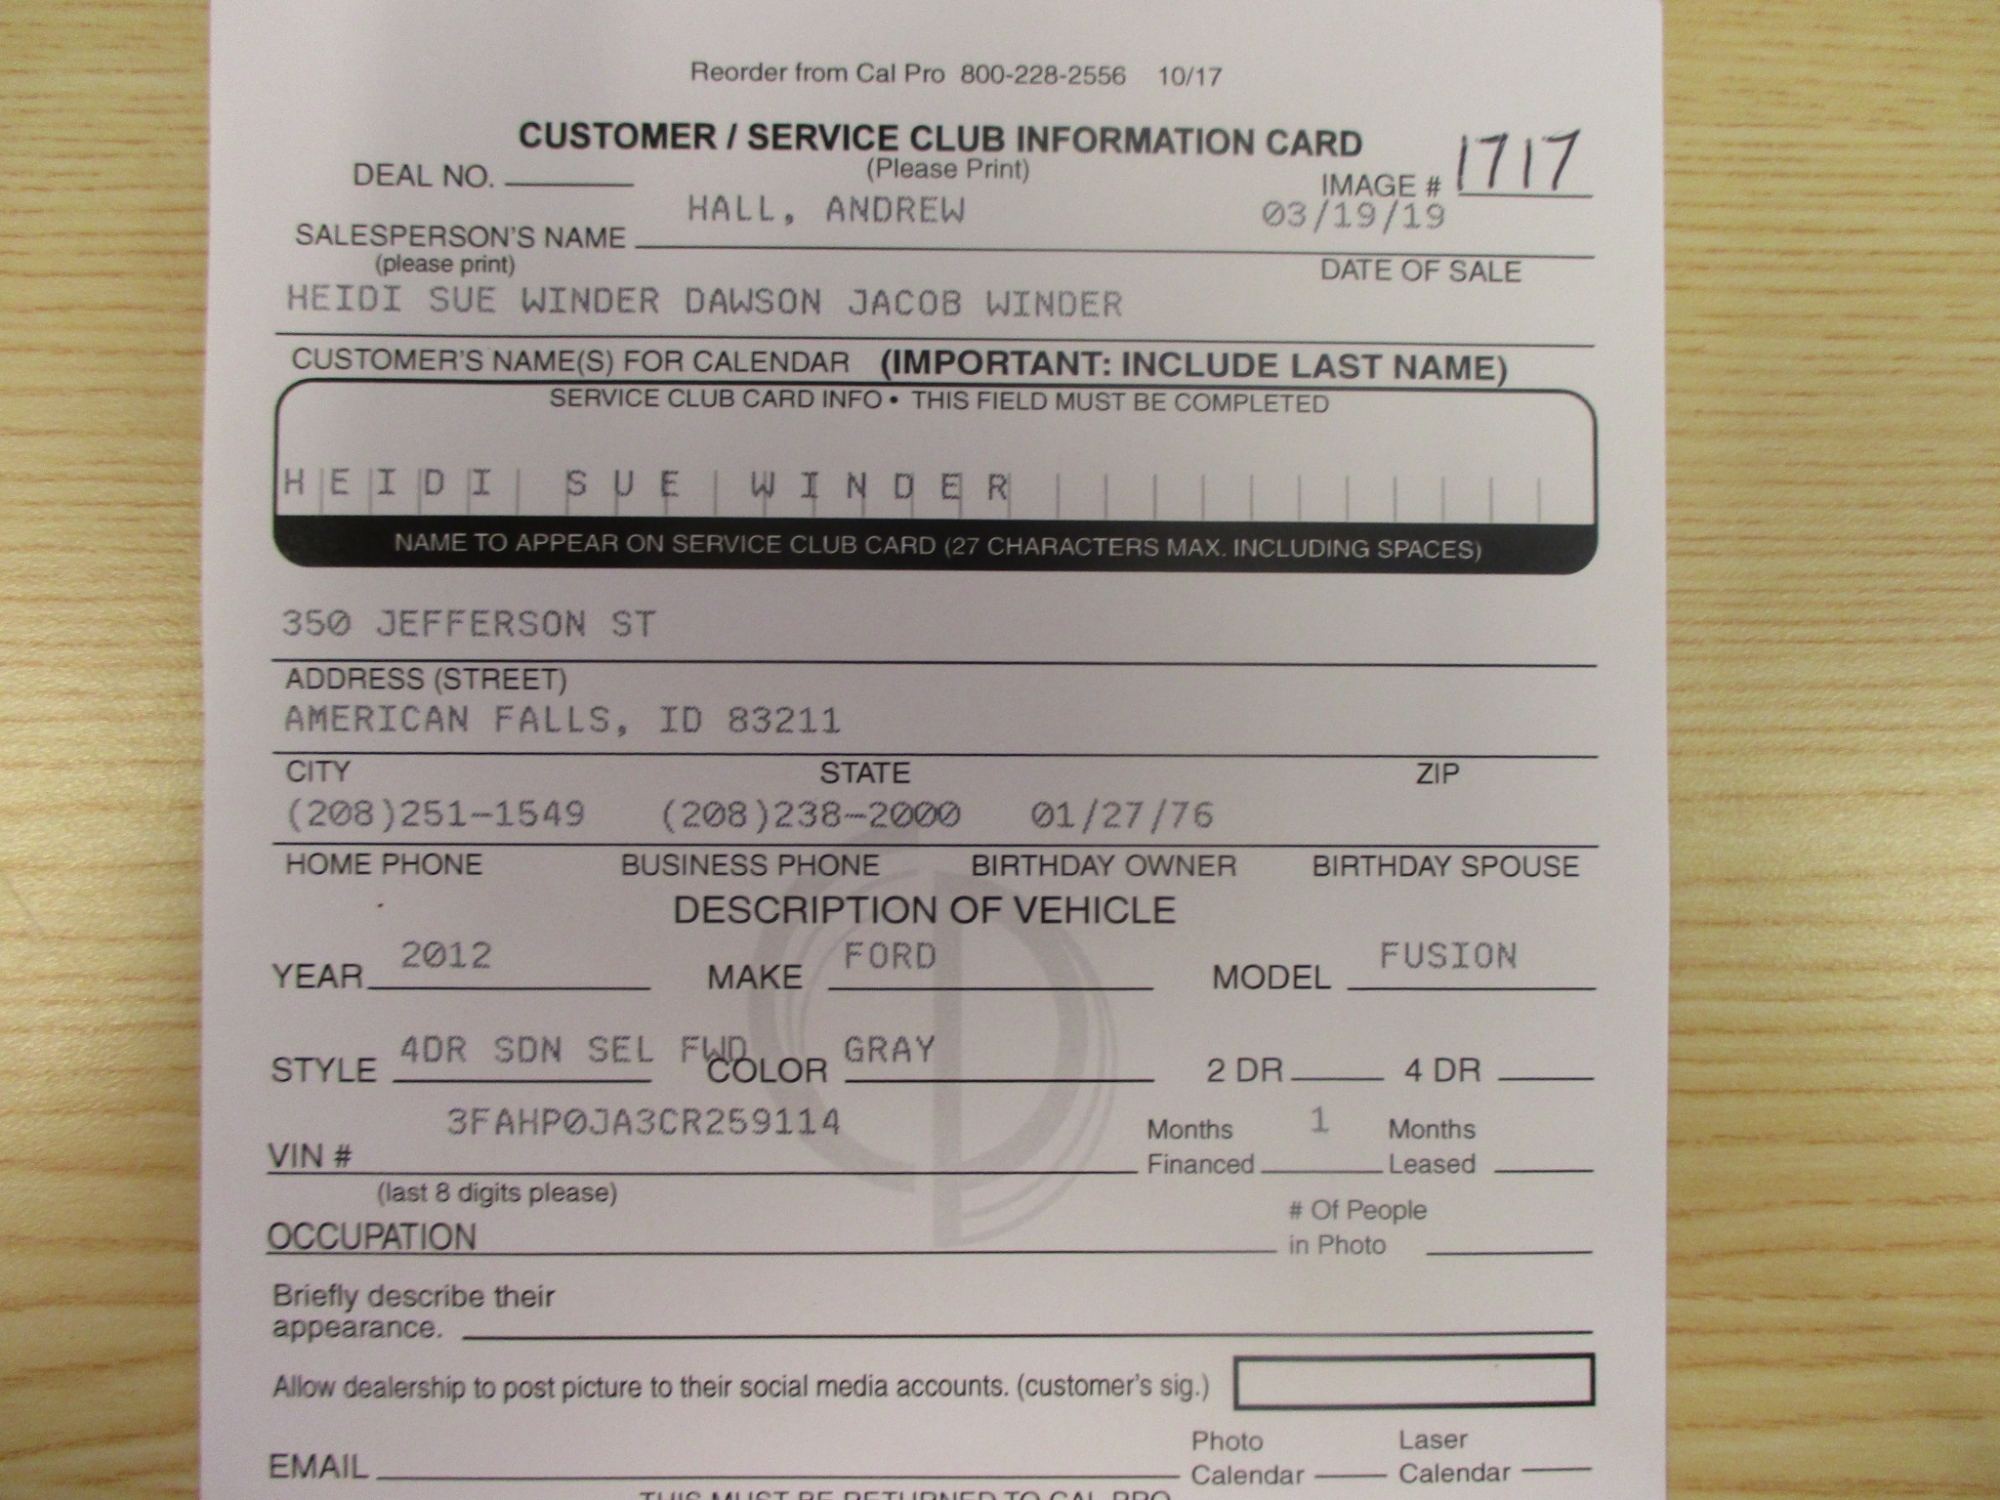 Reorder from Cal Pro 800-228-2556 10/17
CUSTOMER / SERVICE CLUB INFORMATION CARD
(Please Print)
DEAL NO.
IMAGE # 1717
HALL, ANDREW 03/19/19
SALESPERSON'S NAME
(please print) DATE OF SALE
HEIDI SUE WINDER DAWSON JACOB WINDER
CUSTOMER'S NAME(S) FOR CALENDAR (IMPORTANT: INCLUDE LAST NAME)
SERVICE CLUB CARD INFO • THIS FIELD MUST BE COMPLETED
HEIDI SUE WINDER
NAME TO APPEAR ON SERVICE CLUB CARD (27 CHARACTERS MAX. INCLUDING SPACES)
350 JEFFERSON ST
ADDRESS (STREET)
AMERICAN FALLS, ID 83211
CITY STATE ZIP
(208)251-1549 (208)238-2000 01/27/76
HOME PHONE BUSINESS PHONE BIRTHDAY OWNER BIRTHDAY SPOUSE
DESCRIPTION OF VEHICLE
YEAR 2012 MAKE FORD MODEL FUSION
STYLE 4DR SDN SEL FWD COLOR GRAY 2 DR 4 DR
VIN # 3FAHP0JA3CR259114 Months Financed 1 Months Leased
(last 8 digits please)
OCCUPATION # Of People in Photo
Briefly describe their
appearance.
Allow dealership to post picture to their social media accounts. (customer's sig.)
EMAIL Photo Calendar Laser Calendar
THIS MUST BE RETURNED TO CAL PRO